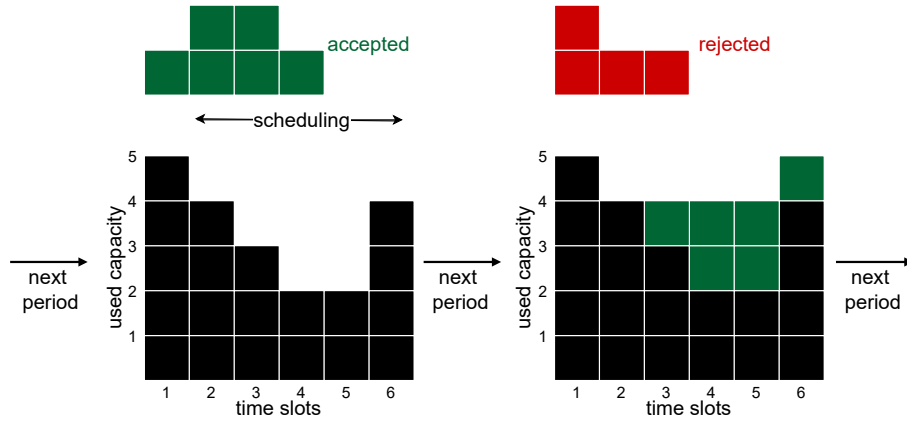 accepted
rejected
scheduling
5
4
3
2
1
used capacity
1 2 3 4 5 6
time slots
next
period
next
period
5
4
3
2
1
used capacity
1 2 3 4 5 6
time slots
next
period